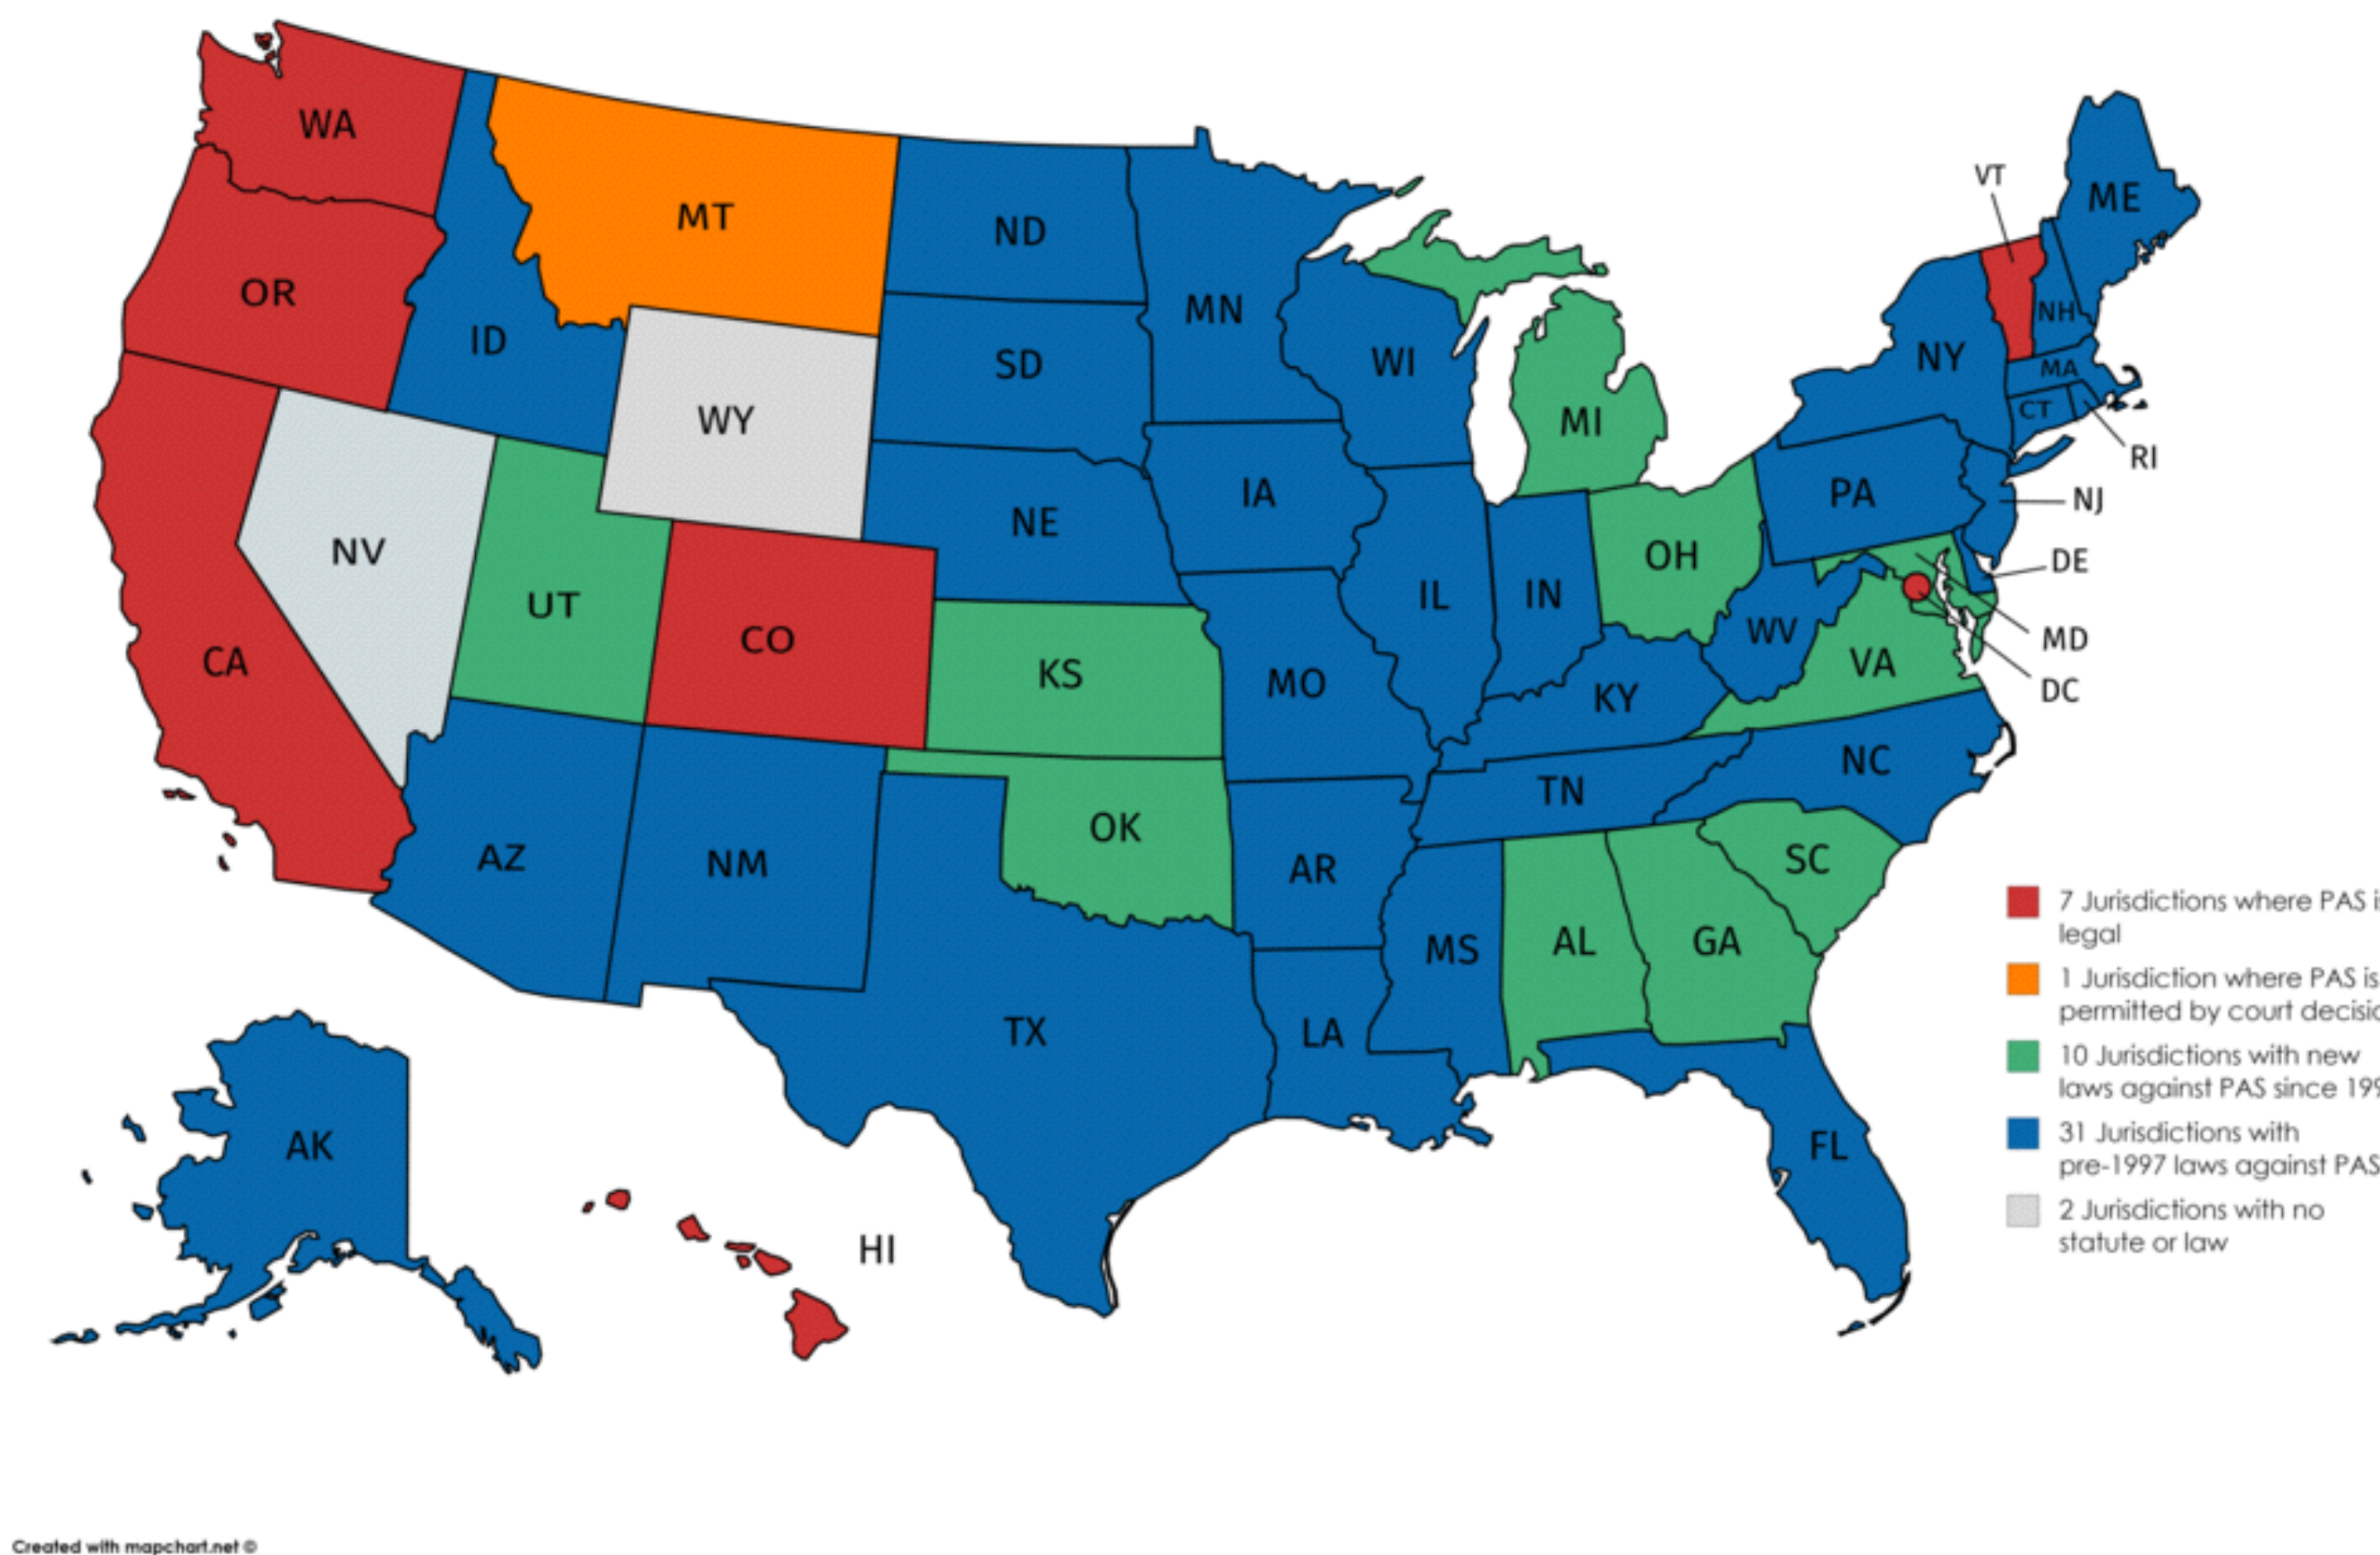 WA
MT
ND
OR
ID
MN
SD
WI
WY
MI
NY
VT
ME
NH
MA
CT
RI
NV
NE
IA
PA
NJ
OH
DE
UT
CO
IL
IN
WV
MD
CA
KS
MO
KY
VA
DC
NC
TN
OK
AZ
NM
AR
SC
MS
AL
GA
TX
LA
AK
FL
HI
7 Jurisdictions where PAS
legal
1 Jurisdiction where PAS is
permitted by court
10 Jurisdictions with new
laws against PAS since
31 Jurisdictions with
pre-1997 laws against PAS
2 Jurisdictions with no
statute or law
Created with mapchart.net ©